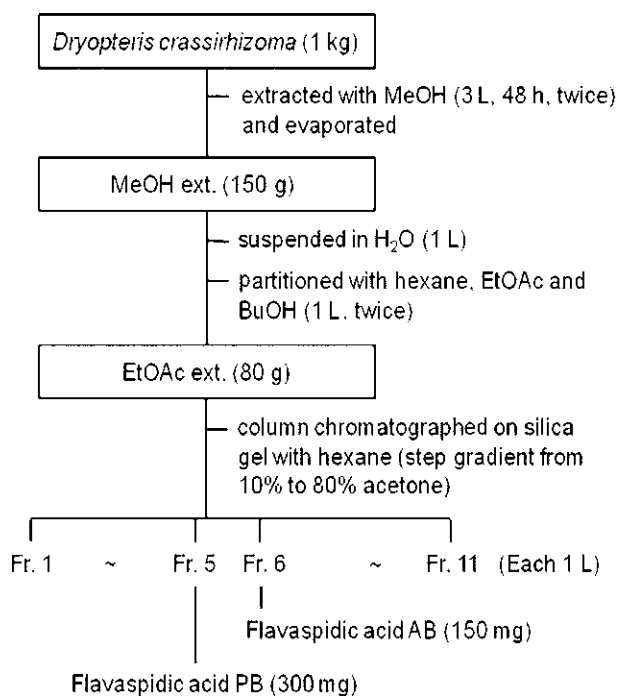 Dryopteris crassirhizoma (1 kg)
extracted with MeOH (3 L, 48 h, twice)
and evaporated
MeOH ext. (150 g)
suspended in H₂O (1 L)
partitioned with hexane, EtOAc and
BuOH (1 L. twice)
EtOAc ext. (80 g)
column chromatographed on silica
gel with hexane (step gradient from
10% to 80% acetone)
Fr. 1 ~ Fr. 5 Fr. 6 ~ Fr. 11 (Each 1 L)
Flavaspidic acid AB (150 mg)
Flavaspidic acid PB (300 mg)